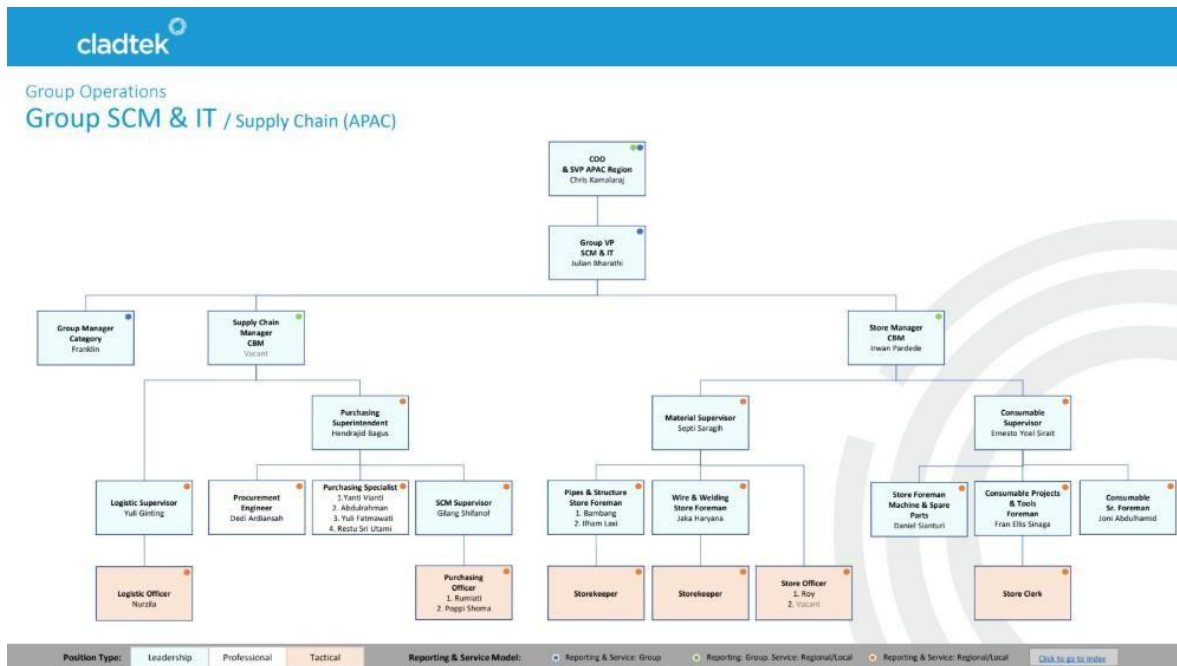 cladtek
Group Operations
Group SCM & IT / Supply Chain (APAC)
COO
& SVP APAC Region
Chris Kamalaraj
Group VP
SCM & IT
Julian Bharathi
Group Manager
Category
Franklin
Supply Chain
Manager
CBM
Vacant
Store Manager
CBM
Irwan Pardede
Purchasing
Superintendent
Hendrajid Bagus
Material Supervisor
Septi Saragih
Consumable
Supervisor
Ernesto Yoel Sirait
Logistic Supervisor
Yuli Ginting
Procurement
Engineer
Dedi Ardiansah
Purchasing Specialist
1.Yanti Vianti
2. Abdulrahman
3. Yuli Fatmawati
4. Restu Sri Utami
SCM Supervisor
Gilang Shifanof
Pipes & Structure
Store Foreman
1. Bambang
2. Ilham Laxi
Wire & Welding
Store Foreman
Jaka Haryana
Store Foreman
Machine & Spare
Parts
Daniel Sianturi
Consumable Projects
& Tools
Foreman
Fran Ellis Sinaga
Consumable
Sr. Foreman
Joni Abdulhamid
Logistic Officer
Nurzila
Purchasing
Officer
1. Rumiati
2. Poppi Shoma
Storekeeper
Storekeeper
Store Officer
1. Roy
2. Vacant
Store Clerk
Position Type: Leadership Professional Tactical Reporting & Service Model: Reporting & Service: Group Reporting: Group. Service: Regional/Local Reporting & Service: Regional/Local Click to go to Index